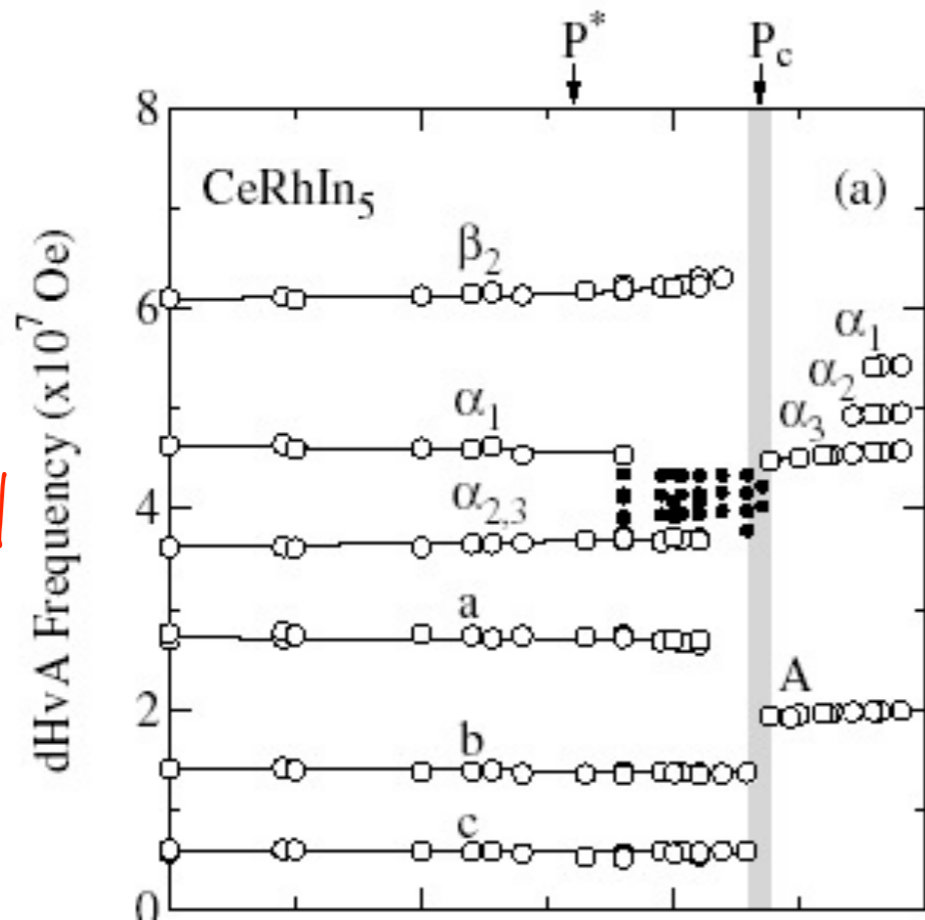 P* Pc
8
CeRhIn5 (a)
β2
6
α1
α2
α1 α3
α2,3
4
a
A
2
b
c
0
dHvA Frequency (x10^7 Oe)